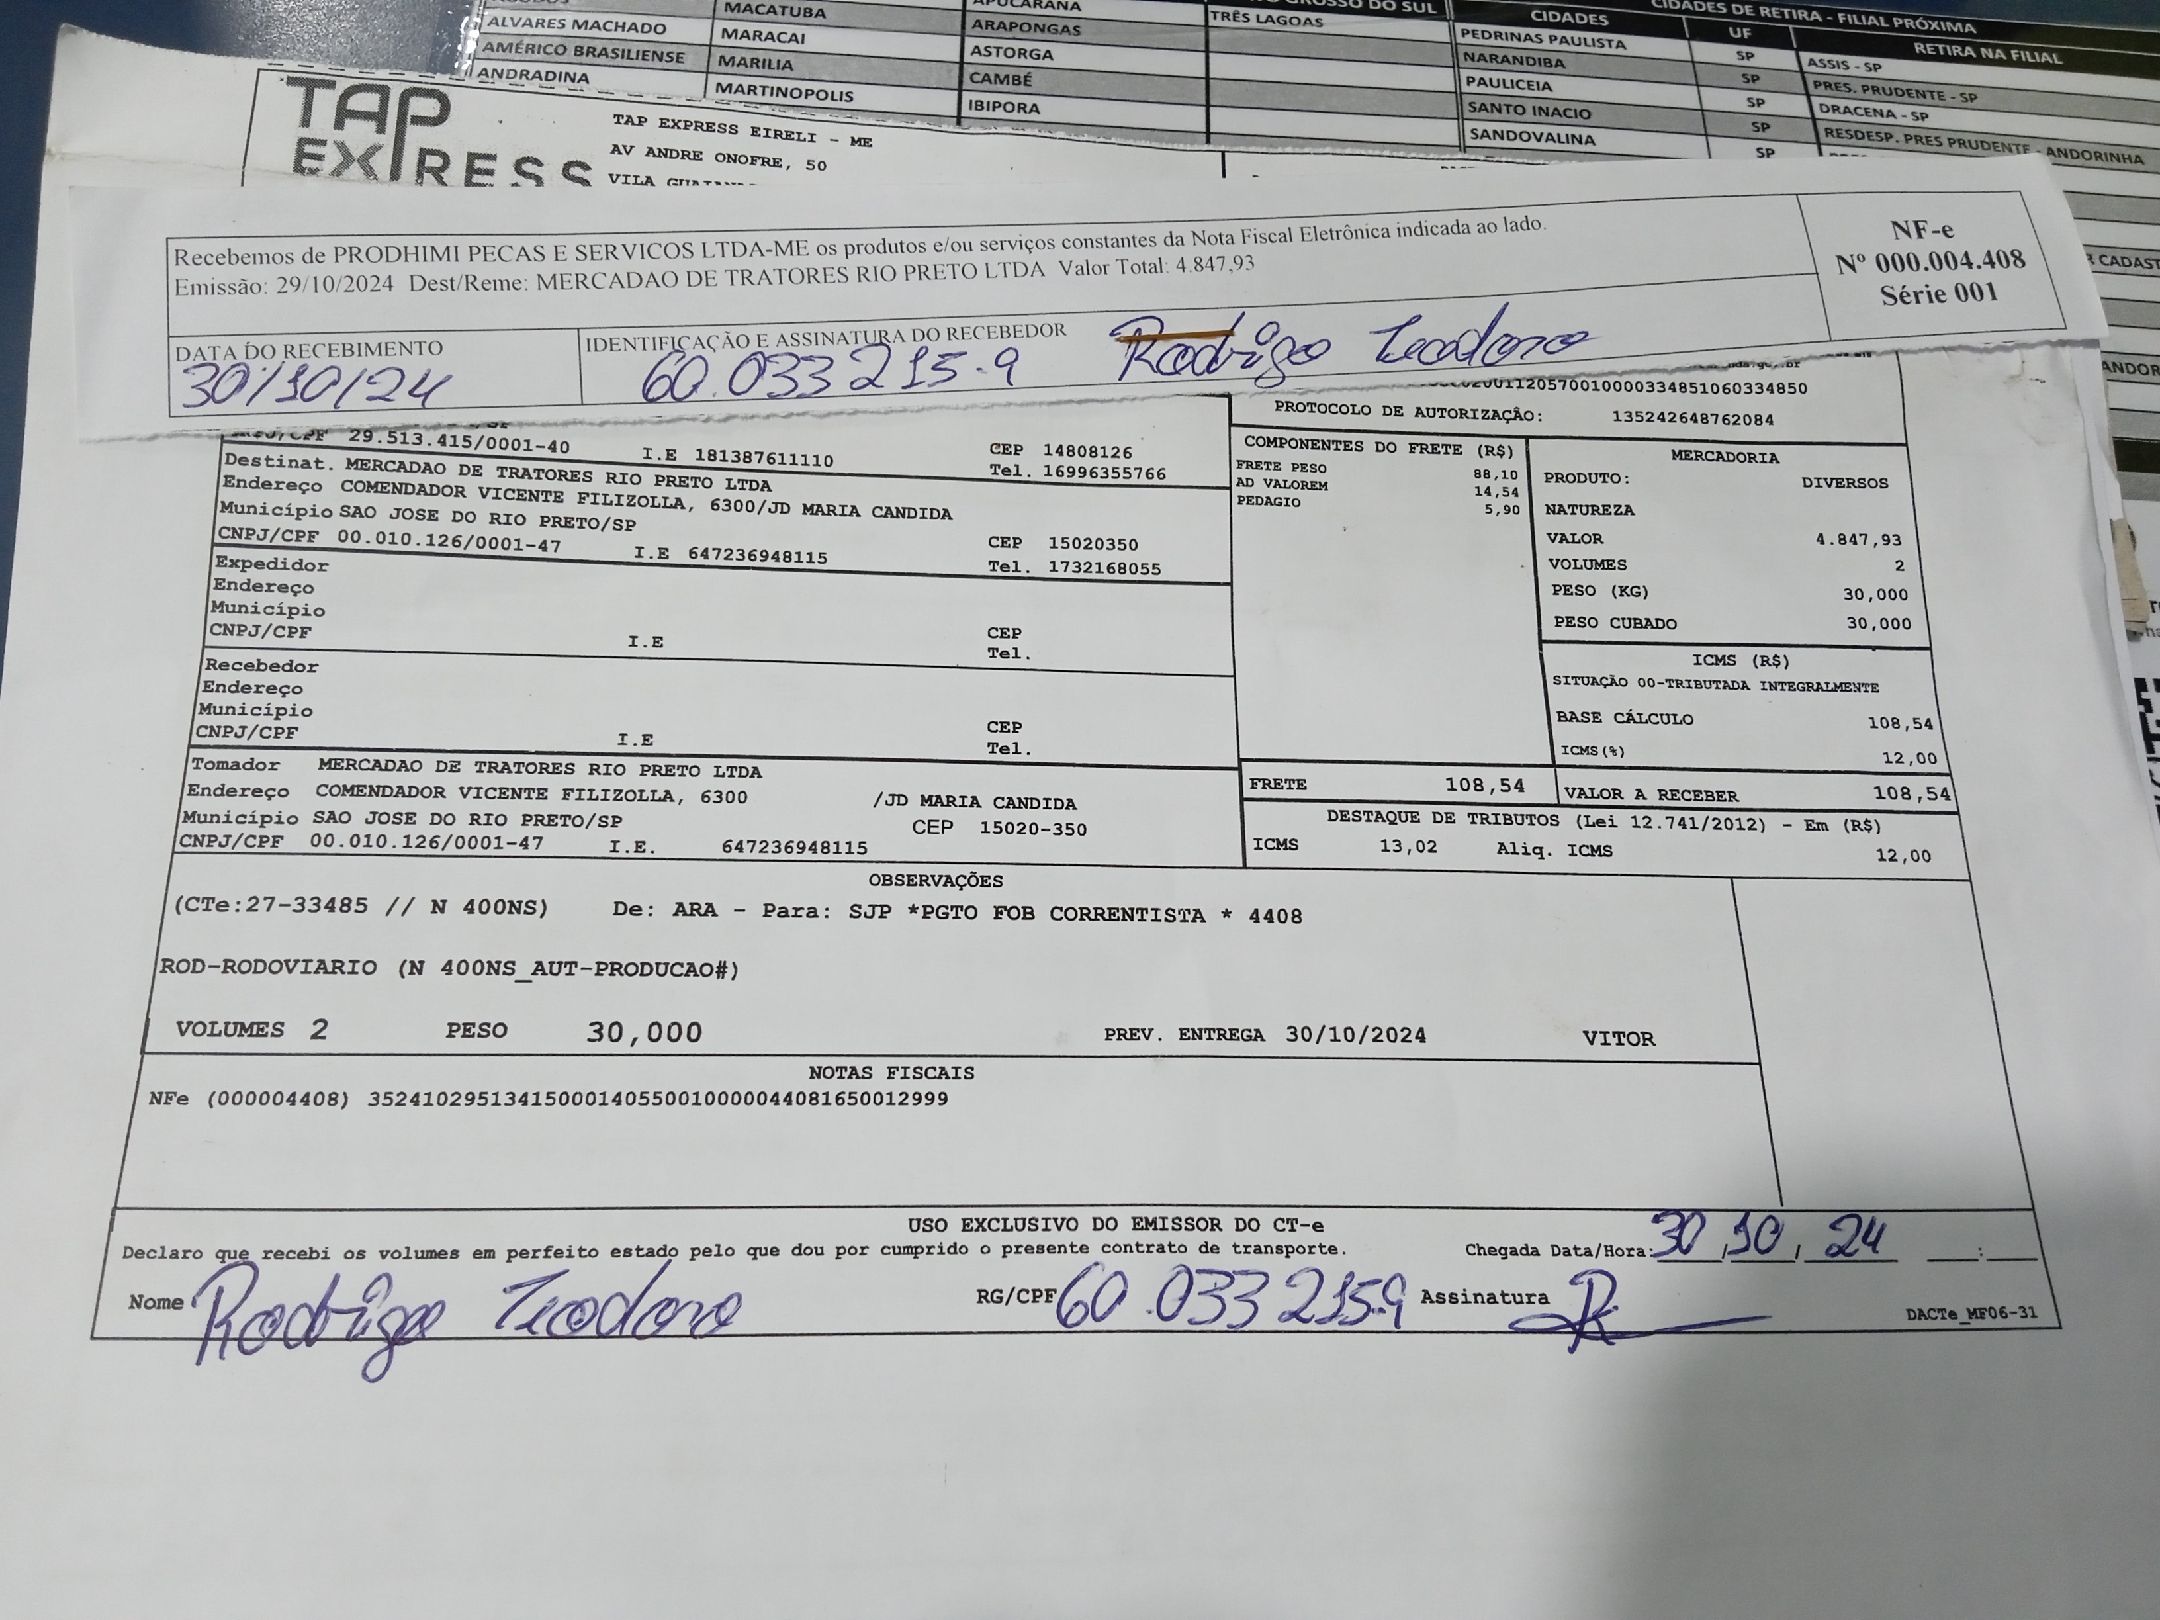 MACATUBA
ALVARES MACHADO
MARACAI
ARAPONGAS
TRÊS LAGOAS
AMÉRICO BRASILIENSE
MARILIA
ASTORGA
ANDRADINA
MARTINOPOLIS
CAMBÉ
IBIPORA
CIDADES DE RETIRA - FILIAL PRÓXIMA
CIDADES
UF
RETIRA NA FILIAL
PEDRINAS PAULISTA
SP
ASSIS - SP
NARANDIBA
SP
PRES. PRUDENTE - SP
PAULICEIA
SP
DRACENA - SP
SANTO INACIO
SP
RESDESP. PRES PRUDENTE - ANDORINHA
SANDOVALINA
SP
TAP EXPRESS
TAP EXPRESS EIRELI - ME
AV ANDRE ONOFRE, 50
Recebemos de PRODHIMI PECAS E SERVICOS LTDA-ME os produtos e/ou serviços constantes da Nota Fiscal Eletrônica indicada ao lado.
Emissão: 29/10/2024 Dest/Reme: MERCADAO DE TRATORES RIO PRETO LTDA Valor Total: 4.847,93
NF-e
Nº 000.004.408
Série 001
DATA DO RECEBIMENTO
30/10/24
IDENTIFICAÇÃO E ASSINATURA DO RECEBEDOR
60.033 215-9 Rodrigo Teodoro
PROTOCOLO DE AUTORIZAÇÃO: 135242648762084
CNPJ/CPF 29.513.415/0001-40 I.E 181387611110 CEP 14808126
Tel. 16996355766
Destinat. MERCADAO DE TRATORES RIO PRETO LTDA
Endereço COMENDADOR VICENTE FILIZOLLA, 6300/JD MARIA CANDIDA
Município SAO JOSE DO RIO PRETO/SP CEP 15020350
CNPJ/CPF 00.010.126/0001-47 I.E 647236948115 Tel. 1732168055
Expedidor
Endereço
Município CEP
CNPJ/CPF I.E Tel.
Recebedor
Endereço
Município CEP
CNPJ/CPF I.E Tel.
Tomador MERCADAO DE TRATORES RIO PRETO LTDA
Endereço COMENDADOR VICENTE FILIZOLLA, 6300 /JD MARIA CANDIDA
Município SAO JOSE DO RIO PRETO/SP CEP 15020-350
CNPJ/CPF 00.010.126/0001-47 I.E. 647236948115
COMPONENTES DO FRETE (R$)
FRETE PESO 88,10
AD VALOREM 14,54
PEDAGIO 5,90
MERCADORIA
PRODUTO: DIVERSOS
NATUREZA
VALOR 4.847,93
VOLUMES 2
PESO (KG) 30,000
PESO CUBADO 30,000
ICMS (R$)
SITUAÇÃO 00-TRIBUTADA INTEGRALMENTE
BASE CÁLCULO 108,54
ICMS(%) 12,00
FRETE 108,54 VALOR A RECEBER 108,54
DESTAQUE DE TRIBUTOS (Lei 12.741/2012) - Em (R$)
ICMS 13,02 Aliq. ICMS 12,00
OBSERVAÇÕES
(CTe:27-33485 // N 400NS) De: ARA - Para: SJP *PGTO FOB CORRENTISTA * 4408
ROD-RODOVIARIO (N 400NS_AUT-PRODUCAO#)
VOLUMES 2 PESO 30,000 PREV. ENTREGA 30/10/2024 VITOR
NOTAS FISCAIS
NFe (000004408) 35241029513415000140550010000044081650012999
USO EXCLUSIVO DO EMISSOR DO CT-e
Declaro que recebi os volumes em perfeito estado pelo que dou por cumprido o presente contrato de transporte. Chegada Data/Hora: 30/10/24 __:__
Nome Rodrigo Teodoro RG/CPF 60.033 215-9 Assinatura R
DACTe_MF06-31